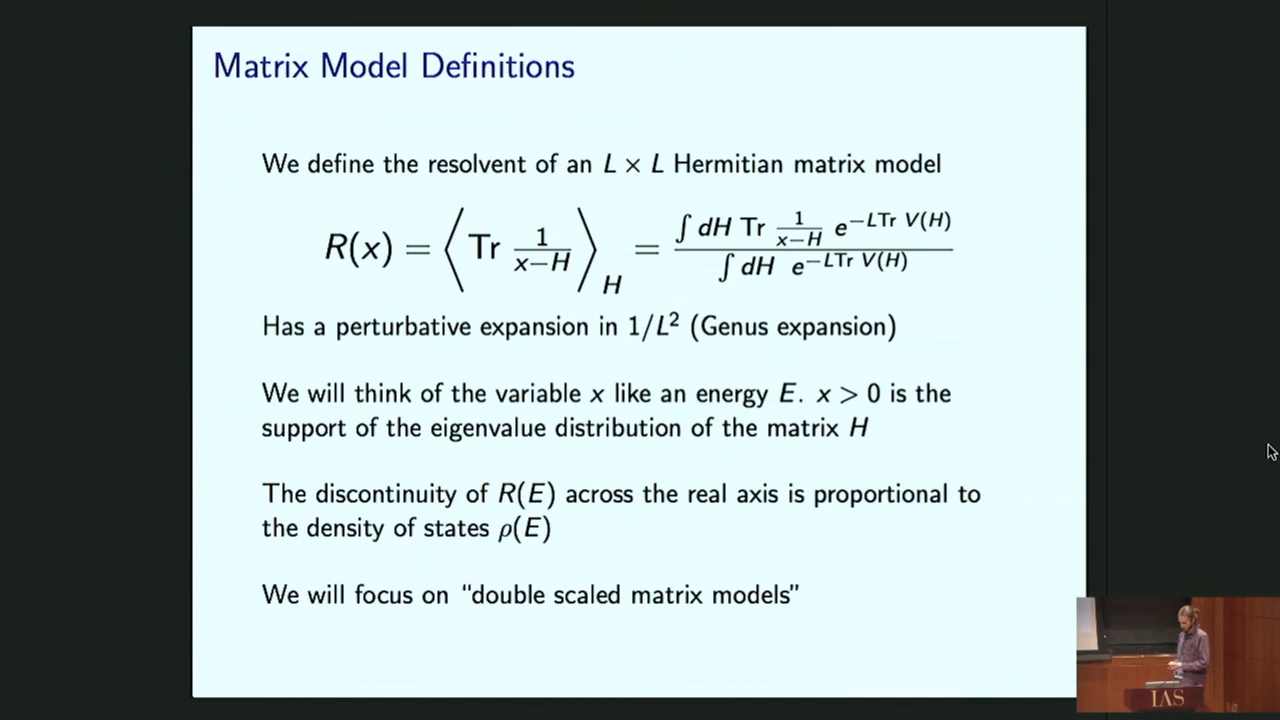 Matrix Model Definitions
We define the resolvent of an L × L Hermitian matrix model
R(x) = ⟨Tr 1/(x−H)⟩_H = ∫ dH Tr 1/(x−H) e^{−LTr V(H)} / ∫ dH e^{−LTr V(H)}
Has a perturbative expansion in 1/L² (Genus expansion)
We will think of the variable x like an energy E. x > 0 is the
support of the eigenvalue distribution of the matrix H
The discontinuity of R(E) across the real axis is proportional to
the density of states ρ(E)
We will focus on “double scaled matrix models”
IAS